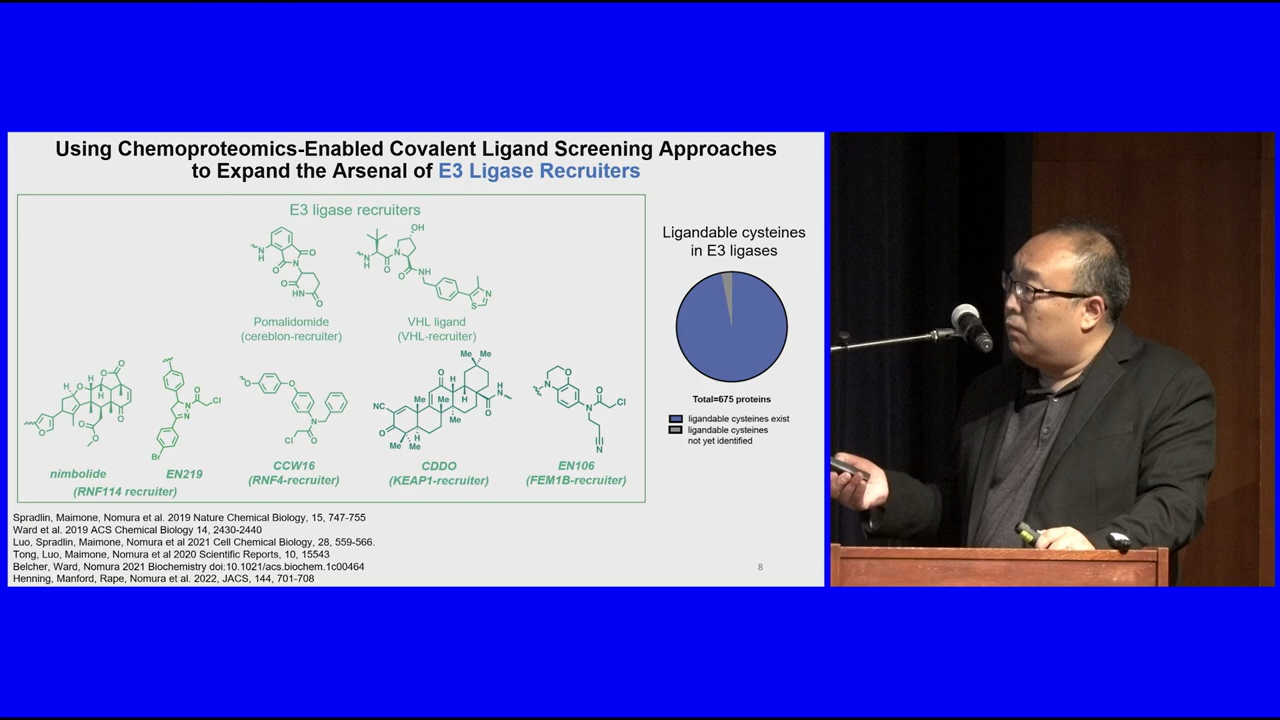 Using Chemoproteomics-Enabled Covalent Ligand Screening Approaches
to Expand the Arsenal of E3 Ligase Recruiters
E3 ligase recruiters
Pomalidomide
(cereblon-recruiter)
VHL ligand
(VHL-recruiter)
nimbolide
EN219
(RNF114 recruiter)
CCW16
(RNF4-recruiter)
CDDO
(KEAP1-recruiter)
EN106
(FEM1B-recruiter)
Ligandable cysteines
in E3 ligases
Total=675 proteins
ligandable cysteines exist
ligandable cysteines
not yet identified
Spradlin, Maimone, Nomura et al. 2019 Nature Chemical Biology, 15, 747-755
Ward et al. 2019 ACS Chemical Biology 14, 2430-2440
Luo, Spradlin, Maimone, Nomura et al 2021 Cell Chemical Biology, 28, 559-566.
Tong, Luo, Maimone, Nomura et al 2020 Scientific Reports, 10, 15543
Belcher, Ward, Nomura 2021 Biochemistry doi:10.1021/acs.biochem.1c00464
Henning, Manford, Rape, Nomura et al. 2022, JACS, 144, 701-708
8